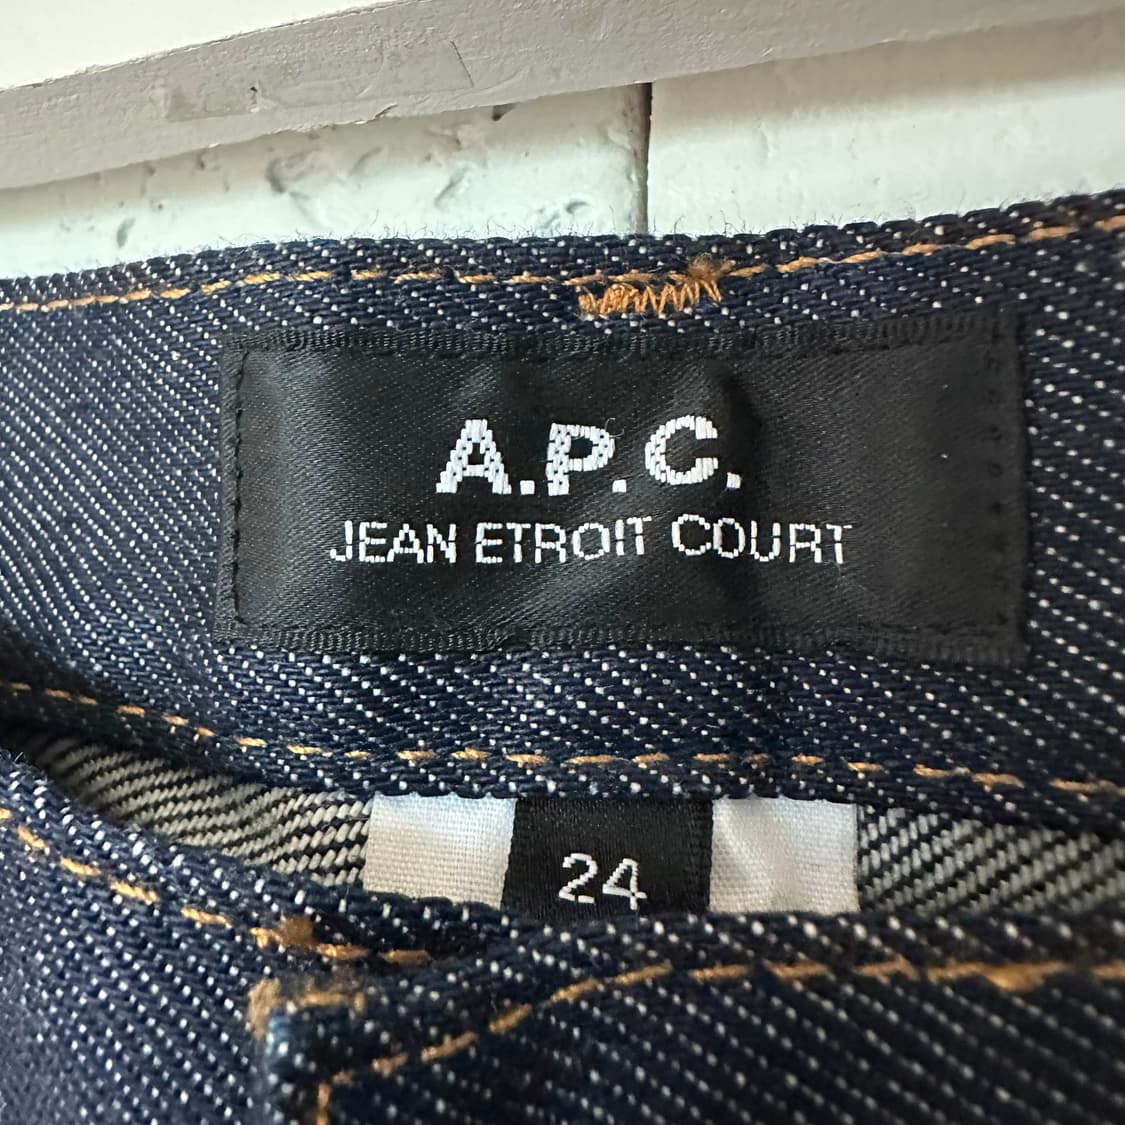 A.P.C.
JEAN ETROIT COURT
24